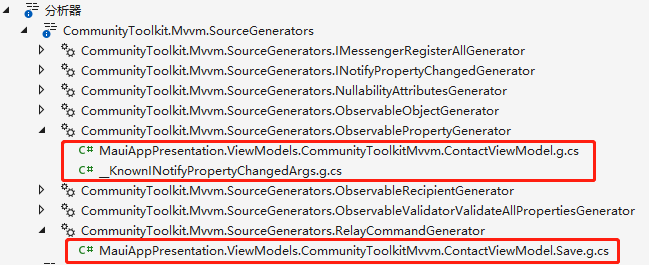 分析器
CommunityToolkit.Mvvm.SourceGenerators
CommunityToolkit.Mvvm.SourceGenerators.IMessengerRegisterAllGenerator
CommunityToolkit.Mvvm.SourceGenerators.INotifyPropertyChangedGenerator
CommunityToolkit.Mvvm.SourceGenerators.NullabilityAttributesGenerator
CommunityToolkit.Mvvm.SourceGenerators.ObservableObjectGenerator
CommunityToolkit.Mvvm.SourceGenerators.ObservablePropertyGenerator
C# MauiAppPresentation.ViewModels.CommunityToolkitMvvm.ContactViewModel.g.cs
C# __KnownINotifyPropertyChangedArgs.g.cs
CommunityToolkit.Mvvm.SourceGenerators.ObservableRecipientGenerator
CommunityToolkit.Mvvm.SourceGenerators.ObservableValidatorValidateAllPropertiesGenerator
CommunityToolkit.Mvvm.SourceGenerators.RelayCommandGenerator
C# MauiAppPresentation.ViewModels.CommunityToolkitMvvm.ContactViewModel.Save.g.cs